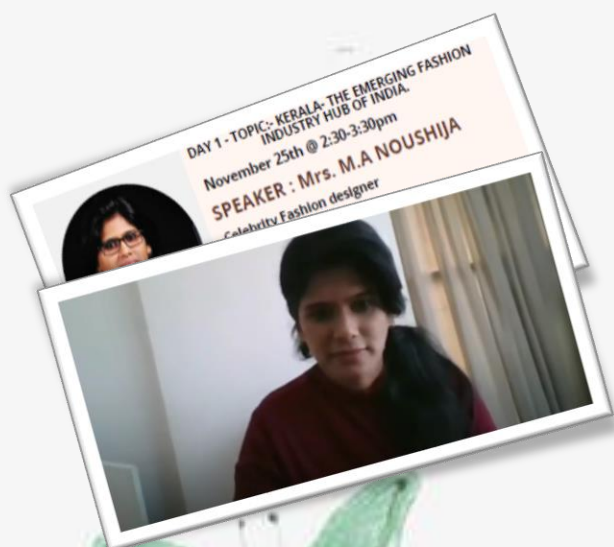 DAY 1 - TOPIC:- KERALA- THE EMERGING FASHION
INDUSTRY HUB OF INDIA.
November 25th @ 2:30-3:30pm
SPEAKER : Mrs. M.A NOUSHIJA
Celebrity Fashion designer